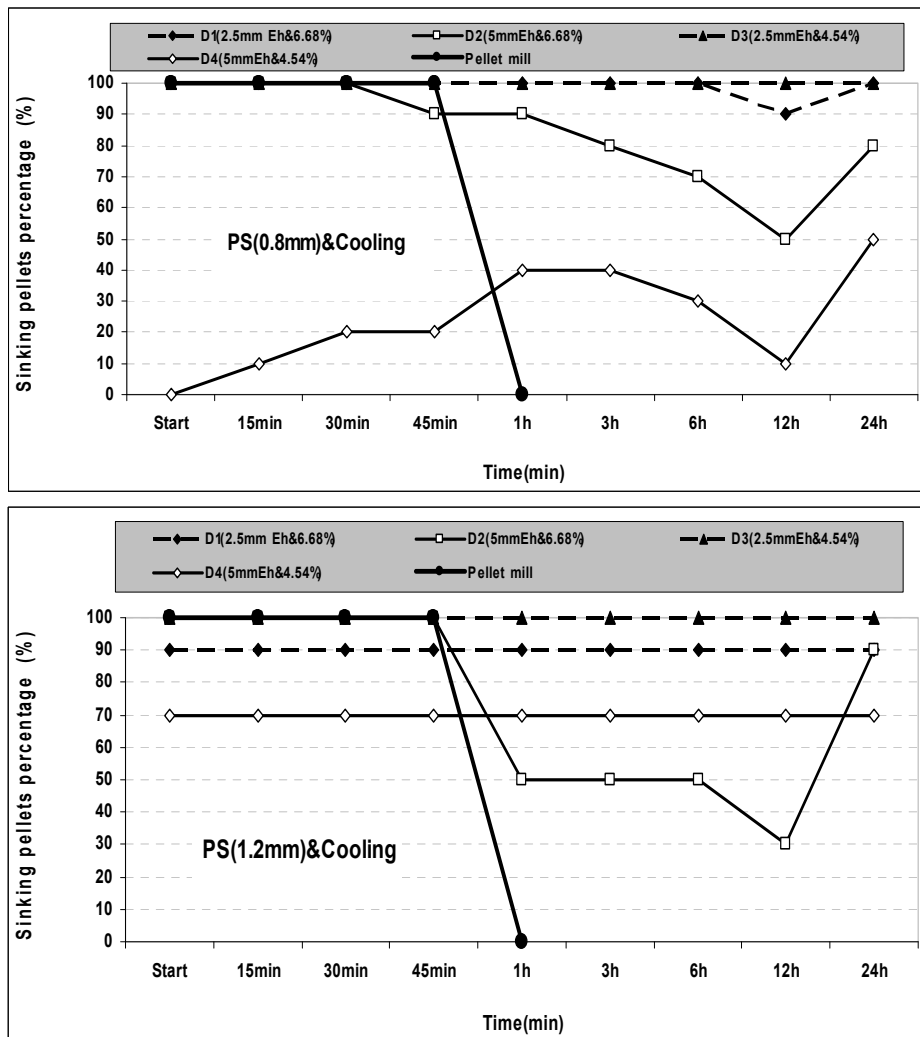 D1(2.5mm Eh&6.68%) D2(5mmEh&6.68%) D3(2.5mmEh&4.54%)
D4(5mmEh&4.54%) Pellet mill
Sinking pellets percentage (%)
100
90
80
70
60
50
40
30
20
10
0
PS(0.8mm)&Cooling
Start 15min 30min 45min 1h 3h 6h 12h 24h
Time(min)
D1(2.5mm Eh&6.68%) D2(5mmEh&6.68%) D3(2.5mmEh&4.54%)
D4(5mmEh&4.54%) Pellet mill
Sinking pellets percentage (%)
100
90
80
70
60
50
40
30
20
10
0
PS(1.2mm)&Cooling
Start 15min 30min 45min 1h 3h 6h 12h 24h
Time(min)